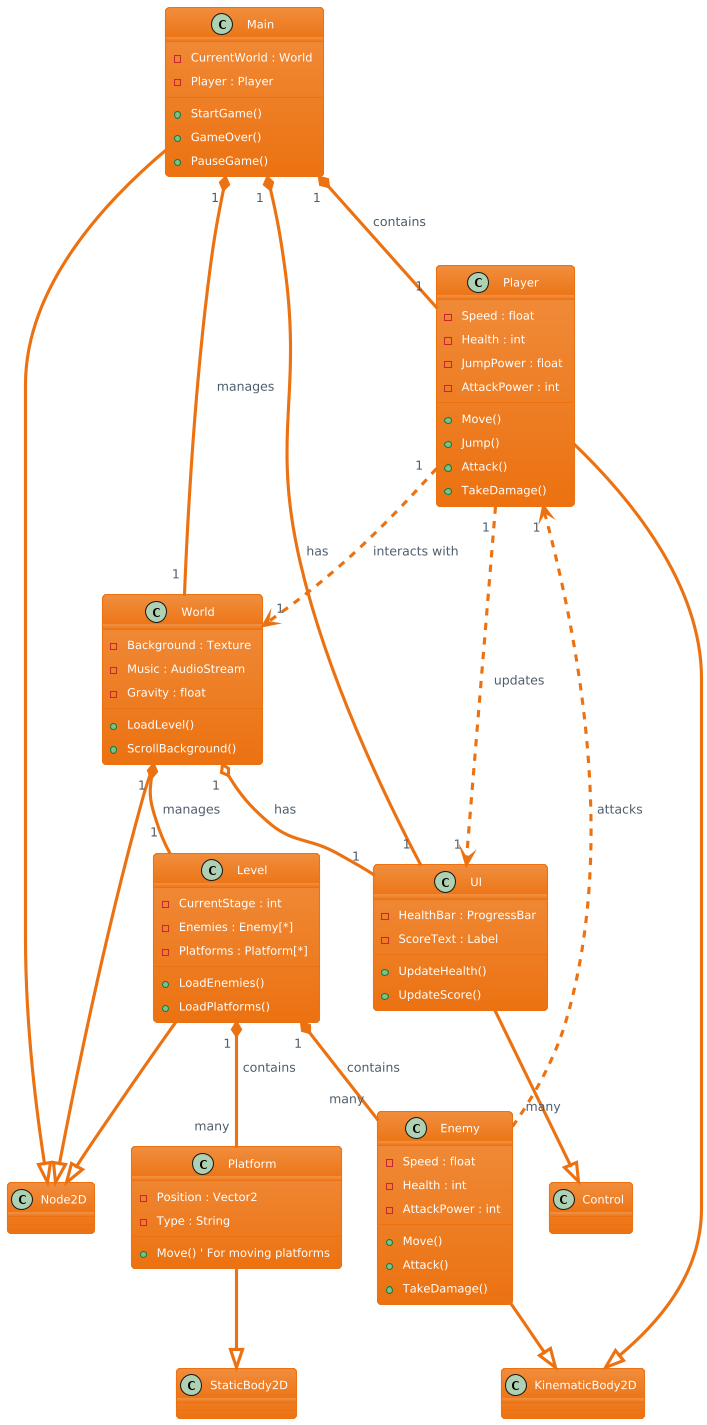 C Main
CurrentWorld : World
Player : Player
StartGame()
GameOver()
PauseGame()
1
1
1
contains
1
C Player
Speed : float
Health : int
JumpPower : float
AttackPower : int
Move()
Jump()
Attack()
TakeDamage()
manages
1
1
1
has
interacts with
1
1
updates
C World
Background : Texture
Music : AudioStream
Gravity : float
LoadLevel()
ScrollBackground()
1
1
manages
has
attacks
1
1
1
1
C Level
CurrentStage : int
Enemies : Enemy[*]
Platforms : Platform[*]
LoadEnemies()
LoadPlatforms()
C UI
HealthBar : ProgressBar
ScoreText : Label
UpdateHealth()
UpdateScore()
1
1
contains
contains
many
many
many
C Platform
Position : Vector2
Type : String
Move() ' For moving platforms
C Enemy
Speed : float
Health : int
AttackPower : int
Move()
Attack()
TakeDamage()
C Node2D
C Control
C StaticBody2D
C KinematicBody2D